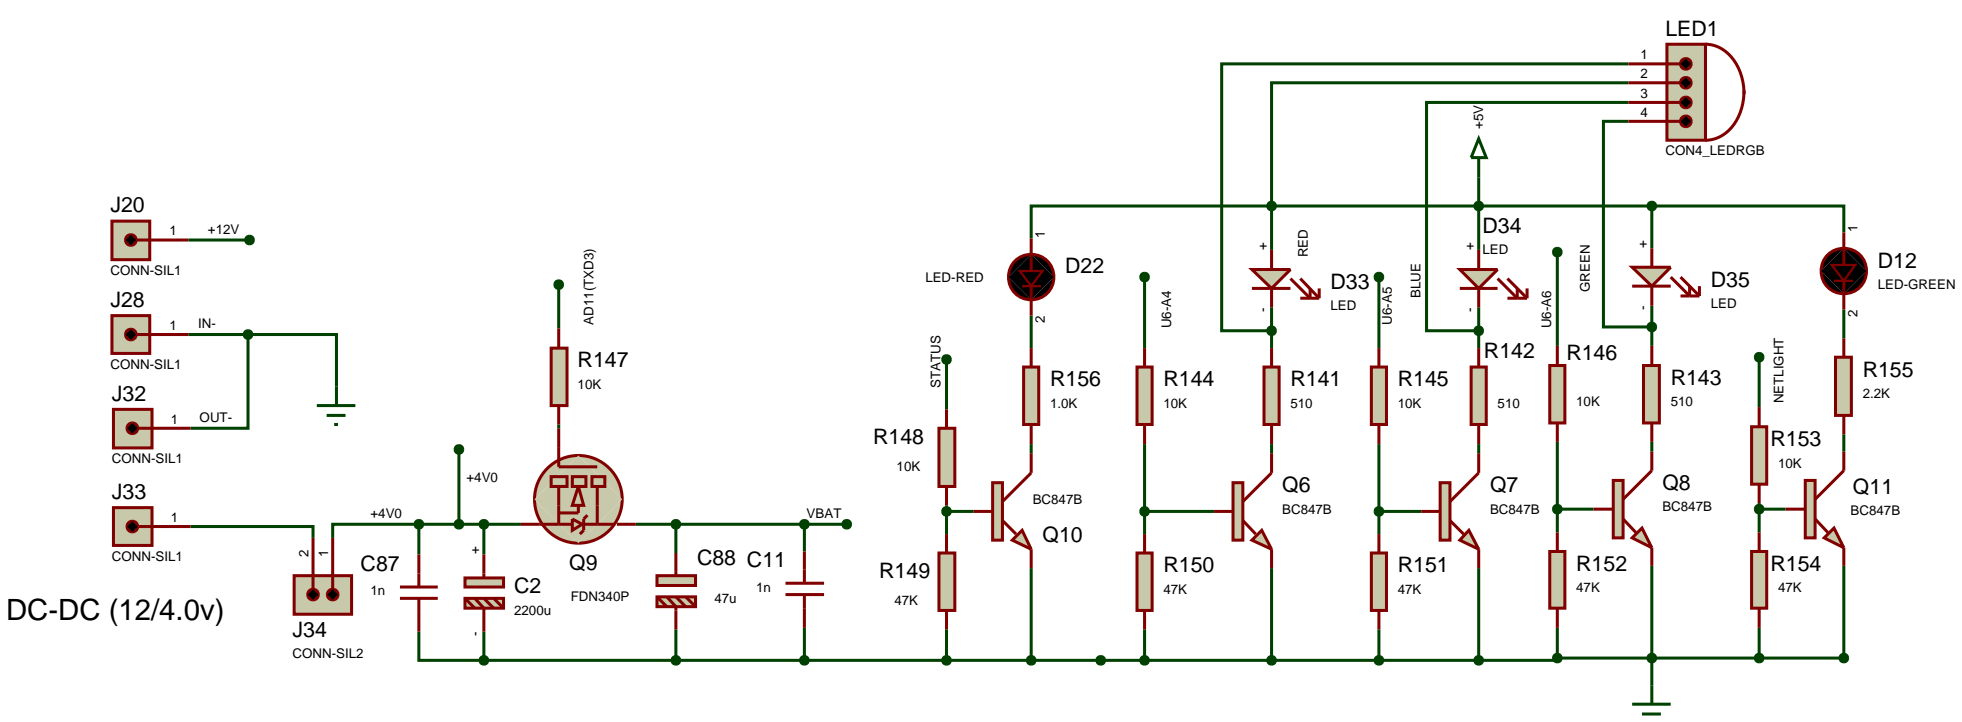 LED1
1
2
3
4
CON4_LEDRGB
+5V
J20
1
+12V
CONN-SIL1
J28
1
IN-
CONN-SIL1
J32
1
OUT-
CONN-SIL1
J33
1
CONN-SIL1
DC-DC (12/4.0v)
2
1
J34
CONN-SIL2
+4V0
+4V0
C87
1n
+
C2
2200u
-
AD11(TXD3)
R147
10K
Q9
FDN340P
C88
47u
C11
1n
VBAT
STATUS
R148
10K
R149
47K
LED-RED
1
D22
2
R156
1.0K
BC847B
Q10
U6-A4
R144
10K
R150
47K
RED
+
D33
LED
-
R141
510
Q6
BC847B
U6-A5
R145
10K
R151
47K
BLUE
D34
+
LED
-
R142
510
Q7
BC847B
U6-A6
R146
10K
R152
47K
GREEN
+
D35
LED
-
R143
510
Q8
BC847B
NETLIGHT
R153
10K
R154
47K
1
D12
LED-GREEN
2
R155
2.2K
Q11
BC847B